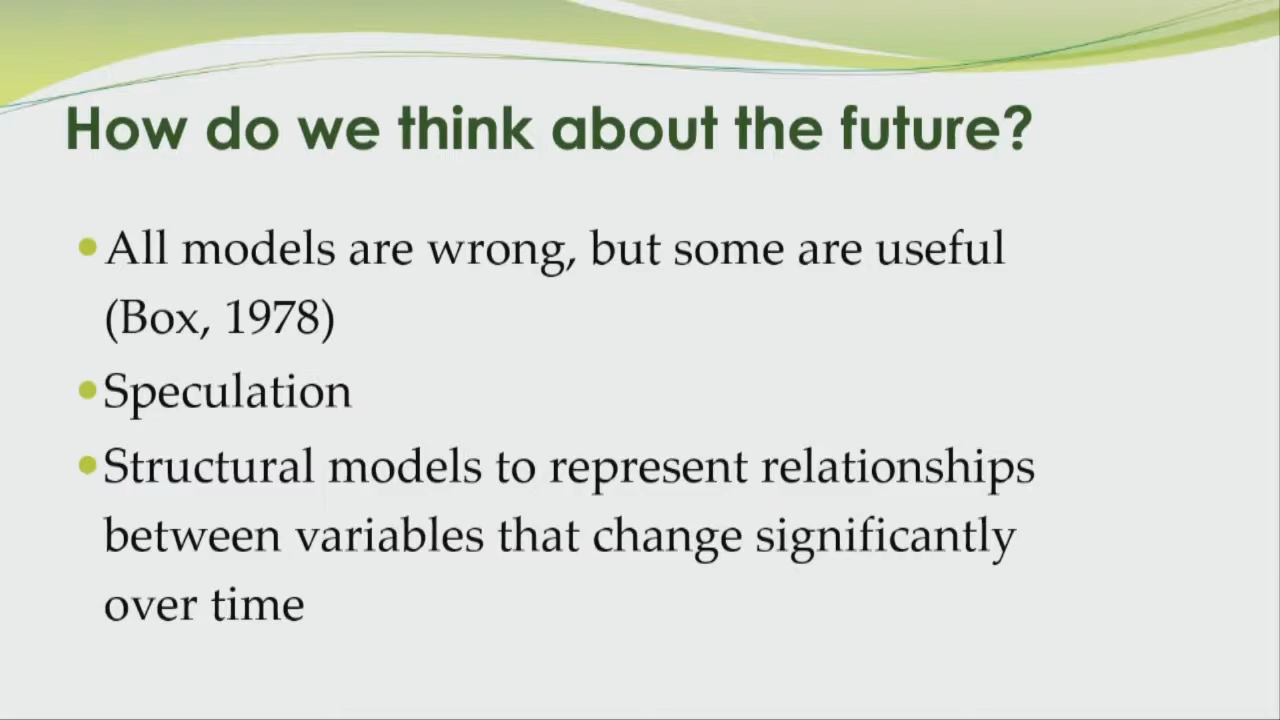 How do we think about the future?
•All models are wrong, but some are useful
(Box, 1978)
•Speculation
•Structural models to represent relationships
between variables that change significantly
over time